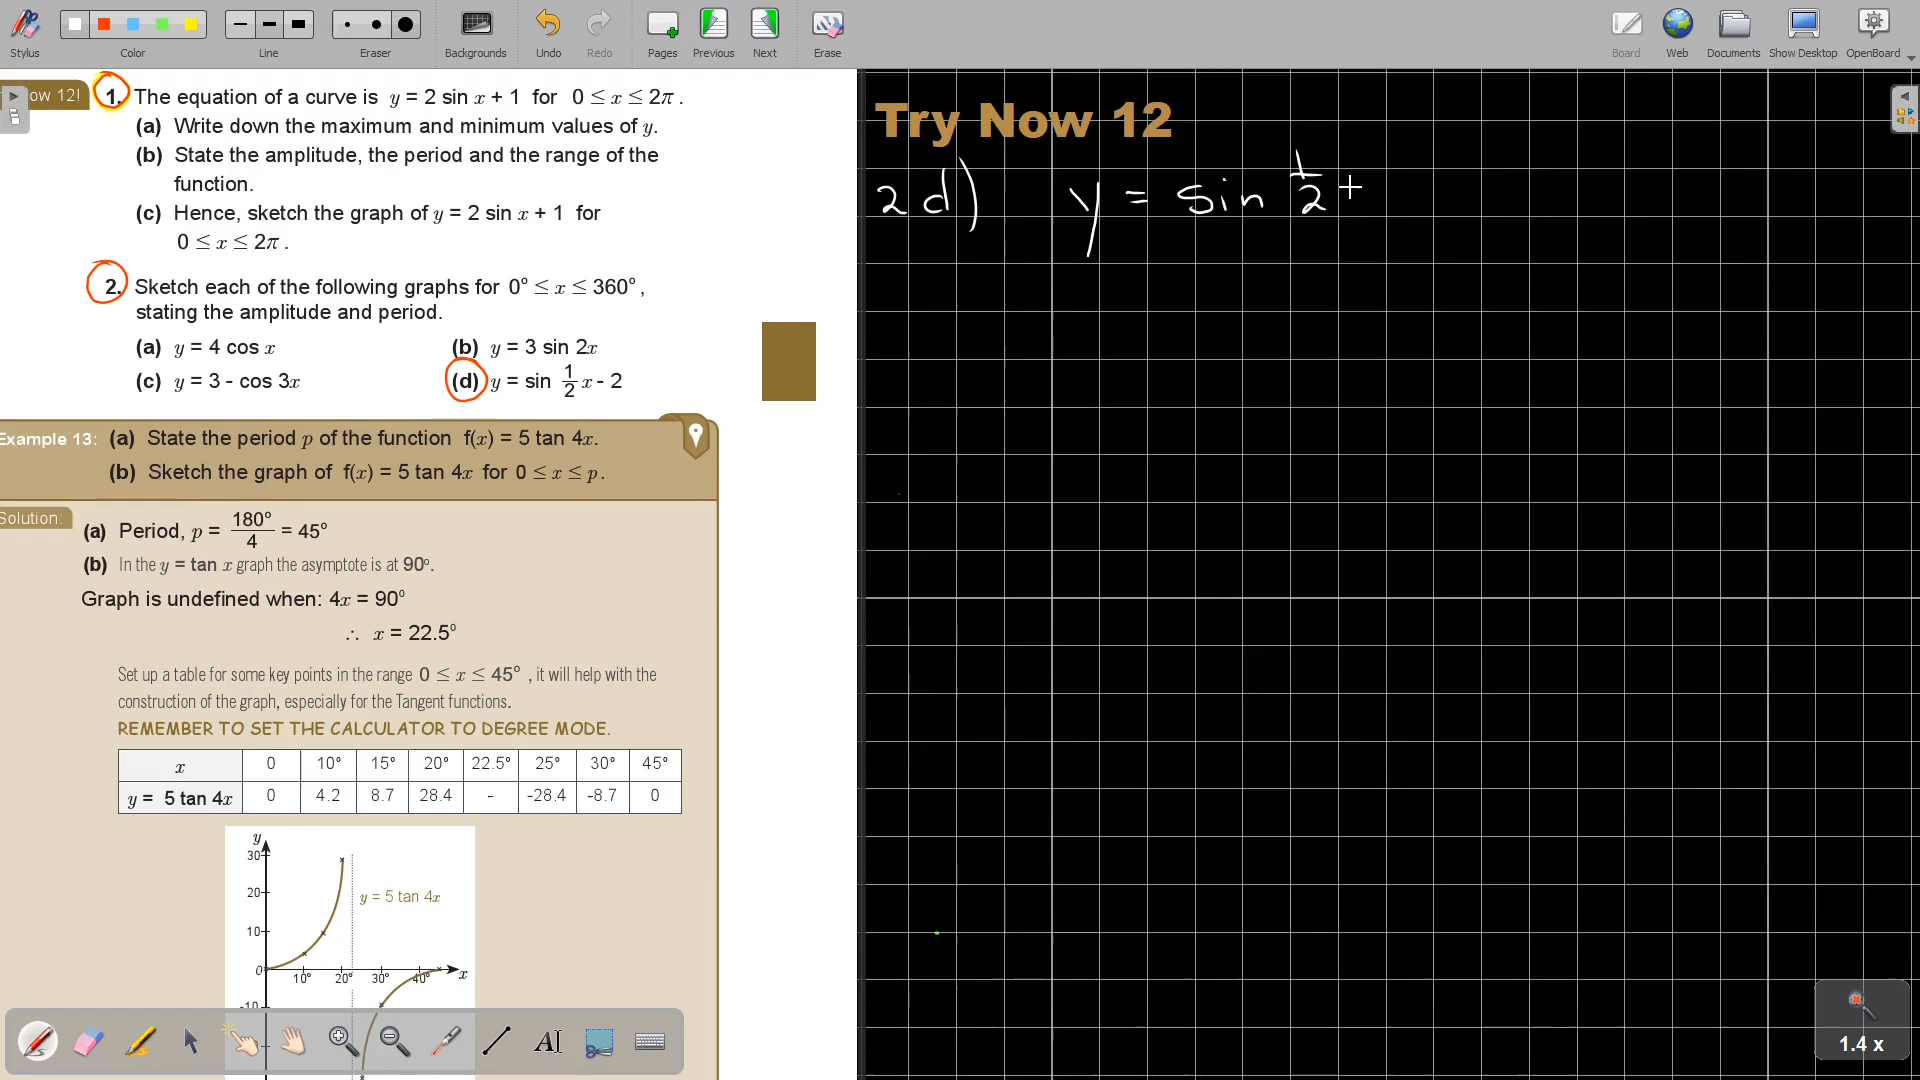 Stylus
Color
Line
Eraser
Backgrounds
Undo
Redo
Pages
Previous
Next
Erase
Board
Web
Documents
Show Desktop
OpenBoard
ow 12!
1. The equation of a curve is y = 2 sin x + 1 for 0 ≤ x ≤ 2π.
(a) Write down the maximum and minimum values of y.
(b) State the amplitude, the period and the range of the
function.
(c) Hence, sketch the graph of y = 2 sin x + 1 for
0 ≤ x ≤ 2π.
2. Sketch each of the following graphs for 0° ≤ x ≤ 360°,
stating the amplitude and period.
(a) y = 4 cos x
(b) y = 3 sin 2x
(c) y = 3 - cos 3x
(d) y = sin 1/2 x - 2
Example 13: (a) State the period p of the function f(x) = 5 tan 4x.
(b) Sketch the graph of f(x) = 5 tan 4x for 0 ≤ x ≤ p.
Solution:
(a) Period, p = 180°/4 = 45°
(b) In the y = tan x graph the asymptote is at 90°.
Graph is undefined when: 4x = 90°
∴ x = 22.5°
Set up a table for some key points in the range 0 ≤ x ≤ 45°, it will help with the
construction of the graph, especially for the Tangent functions.
REMEMBER TO SET THE CALCULATOR TO DEGREE MODE.
x 0 10° 15° 20° 22.5° 25° 30° 45°
y = 5 tan 4x 0 4.2 8.7 28.4 - -28.4 -8.7 0
y
30
20
y = 5 tan 4x
10
0
10° 20° 30° 40° x
-10
Try Now 12
2 d) y = sin 1/2 +
1.4 x